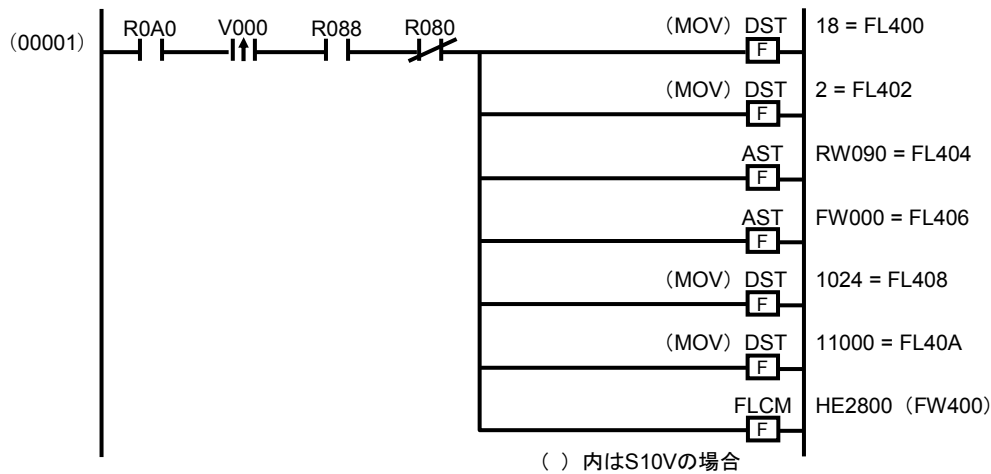 (00001) R0A0 V000 R088 R080 (MOV) DST 18 = FL400
F
(MOV) DST 2 = FL402
F
AST RW090 = FL404
F
AST FW000 = FL406
F
(MOV) DST 1024 = FL408
F
(MOV) DST 11000 = FL40A
F
FLCM HE2800 (FW400)
F
( )内はS10Vの場合